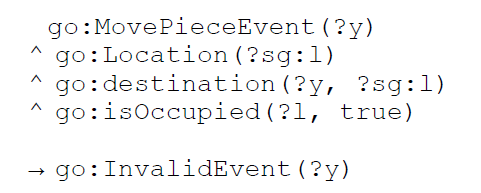 go:MovePieceEvent(?y)
^ go:Location(?sg:l)
^ go:destination(?y, ?sg:l)
^ go:isOccupied(?l, true)
→ go:InvalidEvent(?y)